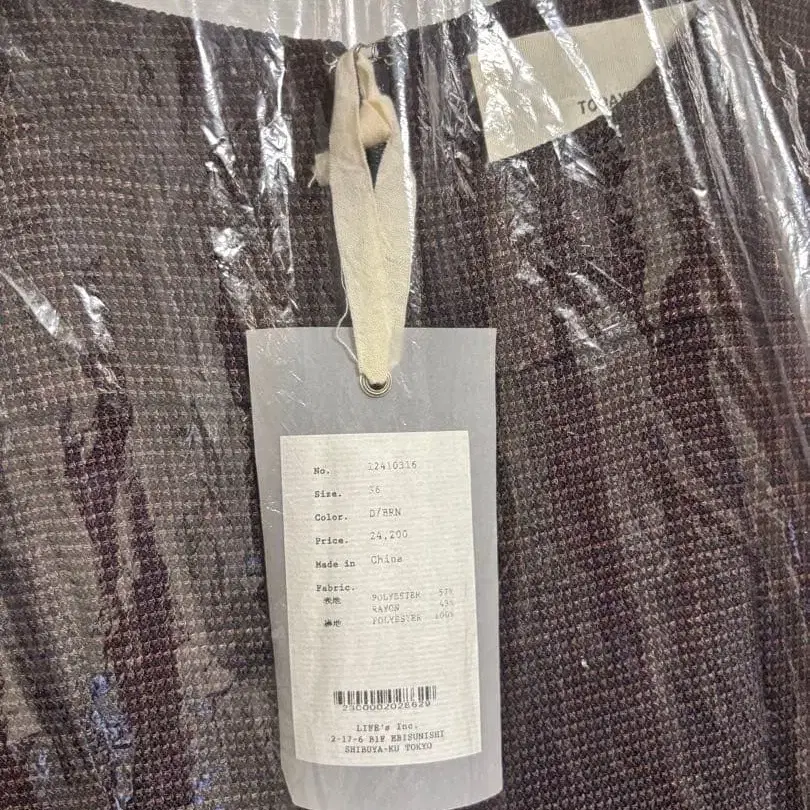 TODAY
No. 12410316
Size. 36
Color. D/BRN
Price. 24,200
Made in China
Fabric.
表地 POLYESTER 57%
RAYON 43%
裏地 POLYESTER 100%
2300002028629
LIFE's Inc.
2-17-6 B1F EBISUNISHI
SHIBUYA-KU TOKYO